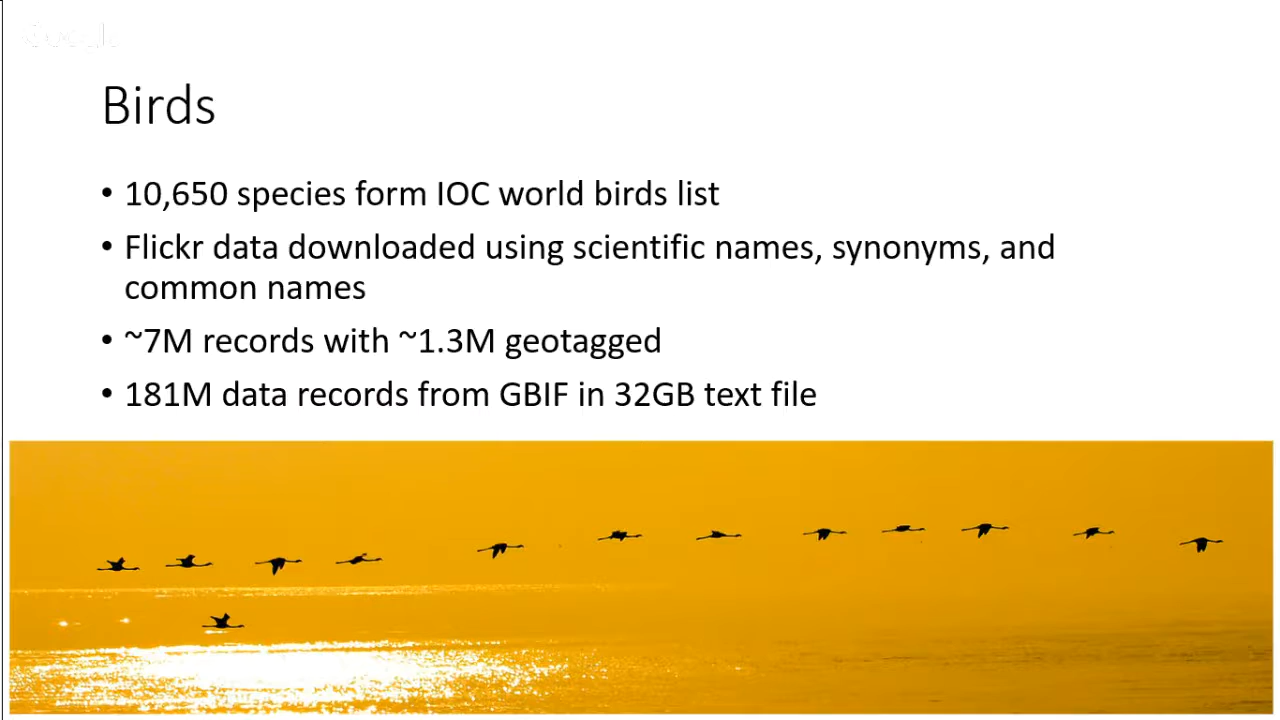 Birds
• 10,650 species form IOC world birds list
• Flickr data downloaded using scientific names, synonyms, and
common names
• ~7M records with ~1.3M geotagged
• 181M data records from GBIF in 32GB text file